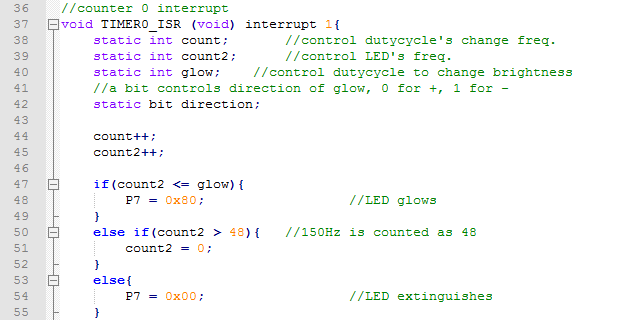 36 //counter 0 interrupt
37 void TIMER0_ISR (void) interrupt 1{
38 static int count; //control dutycycle's change freq.
39 static int count2; //control LED's freq.
40 static int glow; //control dutycycle to change brightness
41 //a bit controls direction of glow, 0 for +, 1 for -
42 static bit direction;
43
44 count++;
45 count2++;
46
47 if(count2 <= glow){
48 P7 = 0x80; //LED glows
49 }
50 else if(count2 > 48){ //150Hz is counted as 48
51 count2 = 0;
52 }
53 else{
54 P7 = 0x00; //LED extinguishes
55 }